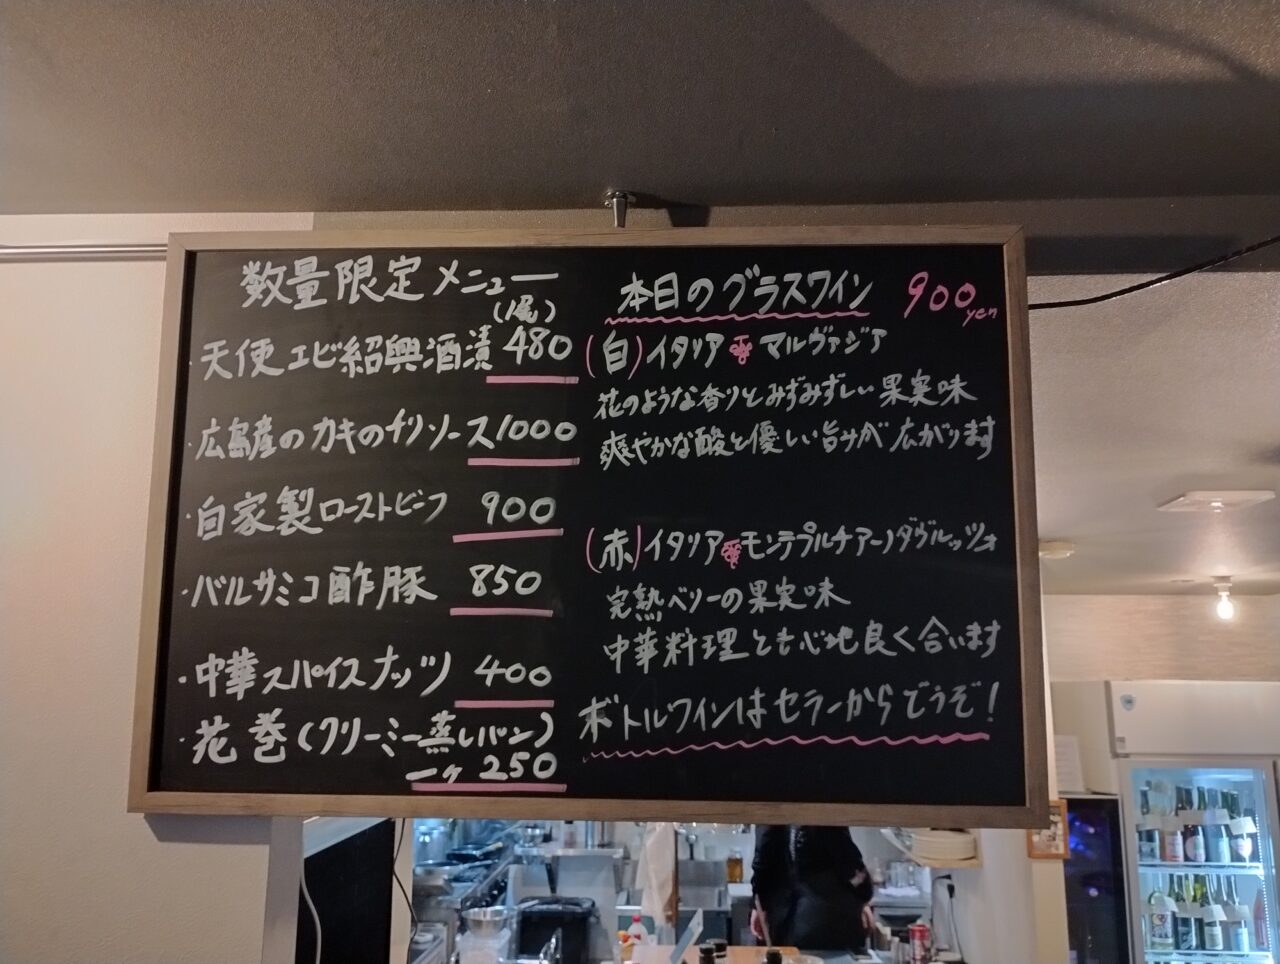 数量限定メニュー
(1尾)
・天使エビ紹興酒漬 480
・広島産のカキのチリソース 1000
・自家製ローストビーフ 900
・バルサミコ酢豚 850
・中華スパイスナッツ 400
・花巻(クリーミー蒸しパン)
一ヶ 250
本日のグラスワイン 900yen
(白)イタリア マルヴァジア
花のような香りとみずみずしい果実味
爽やかな酸と優しい旨みが広がります
(赤)イタリア モンテプルチアーノダヴルッツォ
完熟ベリーの果実味
中華料理とも心地良く合います
ボトルワインはセラーからどうぞ!